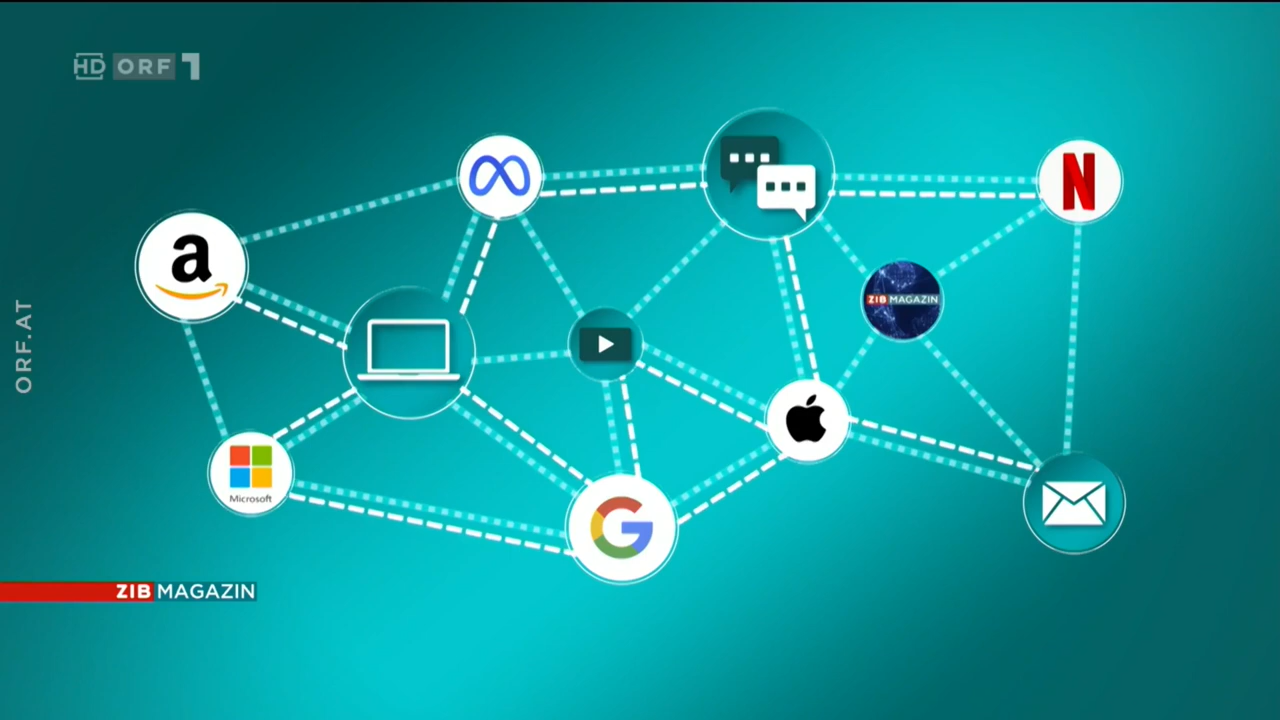 HD ORF 1
ORF.AT
a
N
ZIB MAGAZIN
Microsoft
G
ZIB MAGAZIN